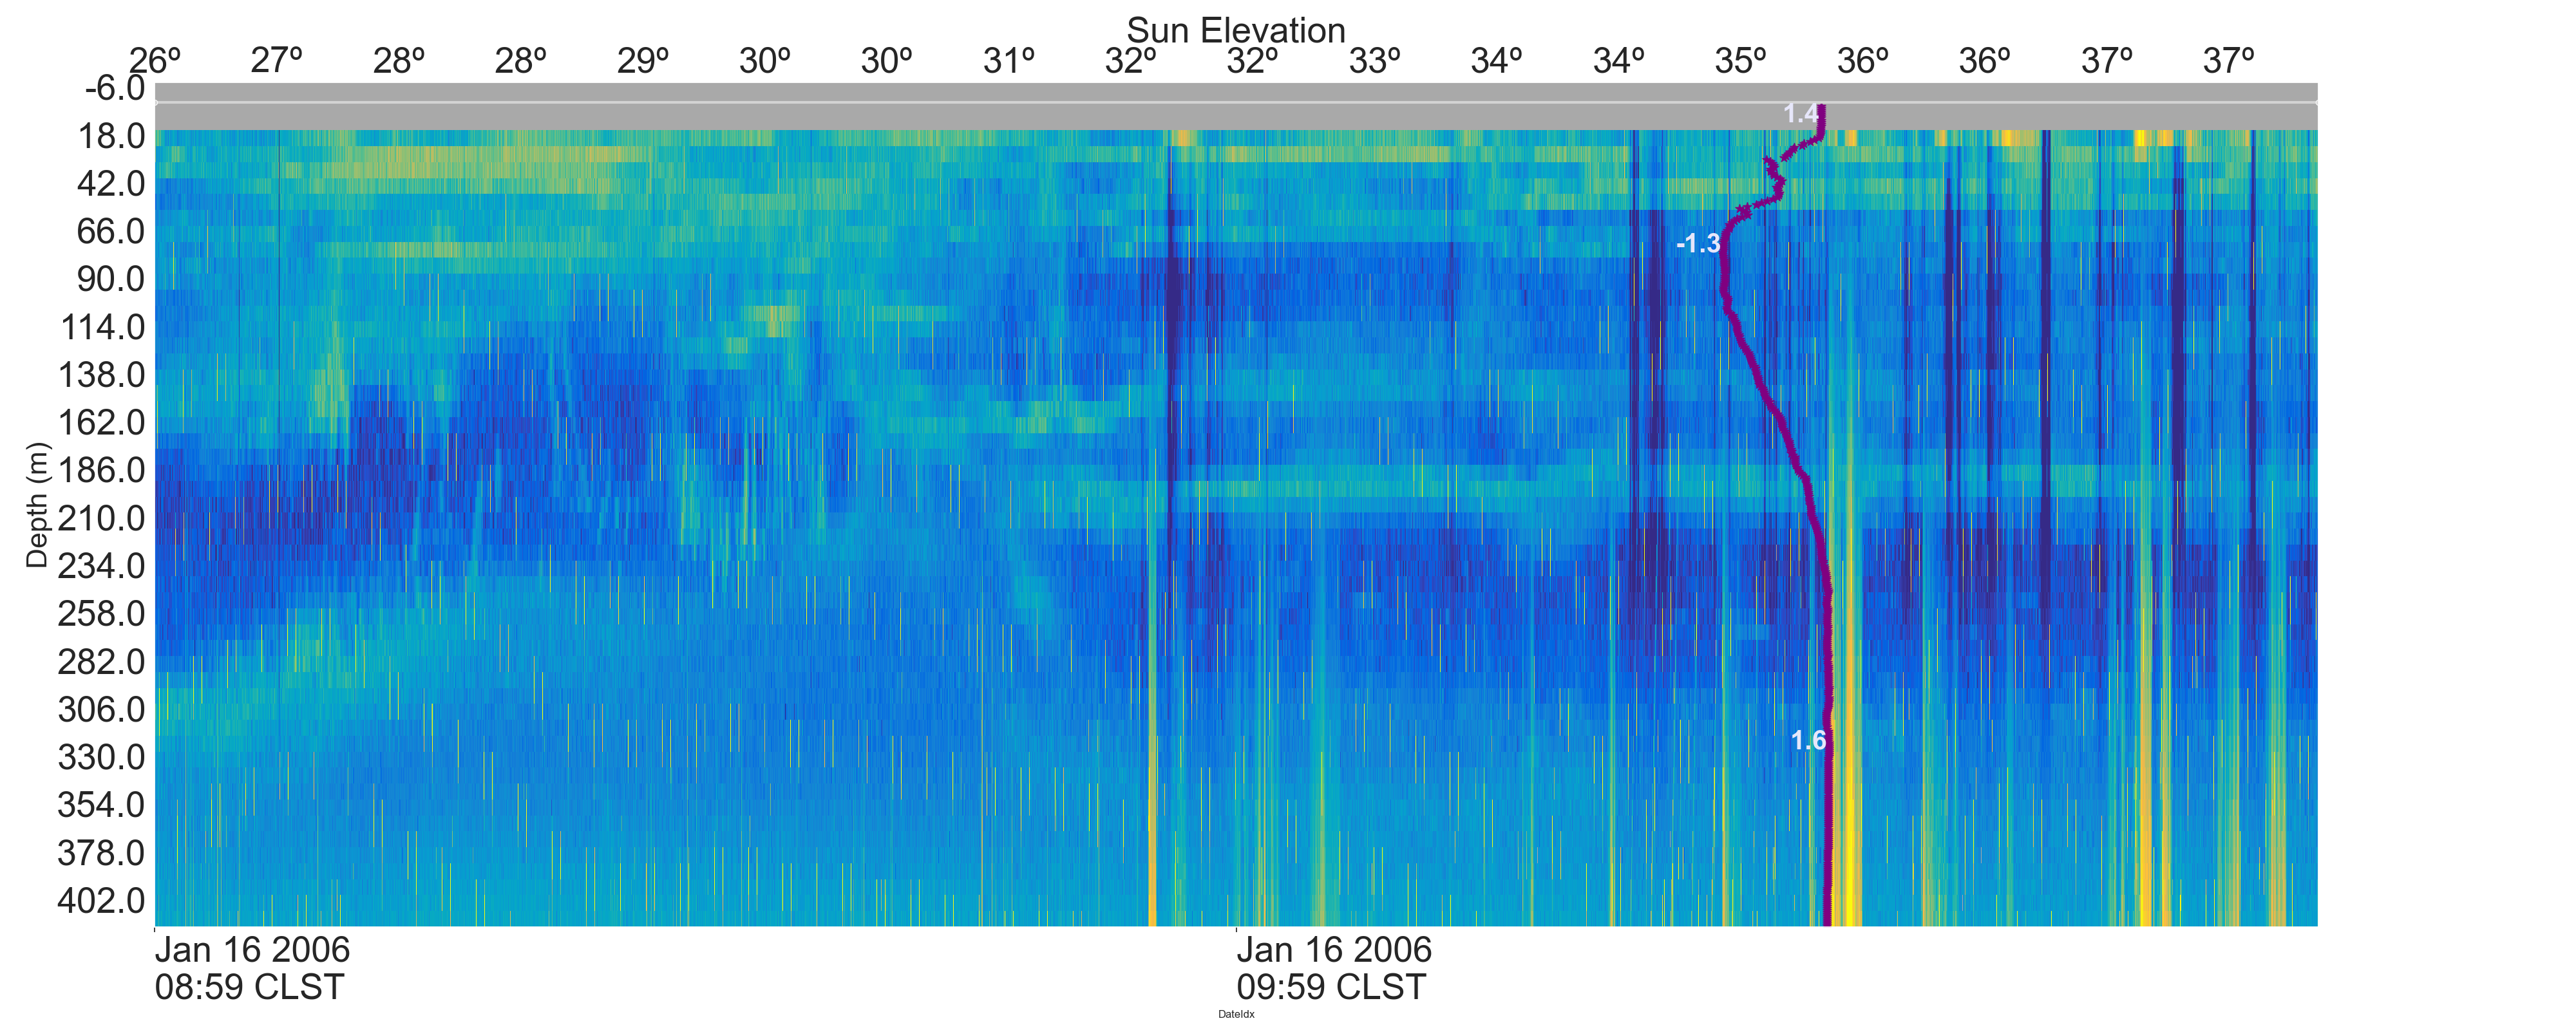 Sun Elevation
26º 27º 28º 28º 29º 30º 30º 31º 32º 32º 33º 34º 34º 35º 36º 36º 37º 37º
-6.0
18.0
42.0
66.0
90.0
114.0
138.0
162.0
186.0
210.0
234.0
258.0
282.0
306.0
330.0
354.0
378.0
402.0
Depth (m)
1.4
-1.3
1.6
Jan 16 2006
08:59 CLST
Jan 16 2006
09:59 CLST
DateIdx